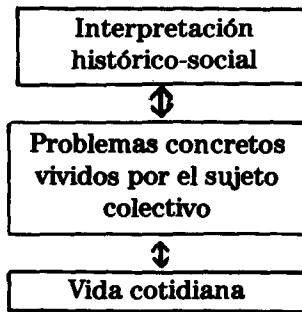 Interpretación
histórico-social
Problemas concretos
vividos por el sujeto
colectivo
Vida cotidiana